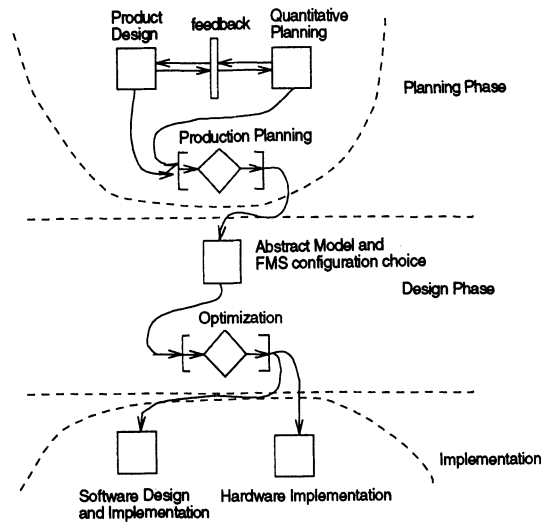 Product
Design
feedback
Quantitative
Planning
Planning Phase
Production Planning
Abstract Model and
FMS configuration choice
Design Phase
Optimization
Implementation
Software Design
and Implementation
Hardware Implementation